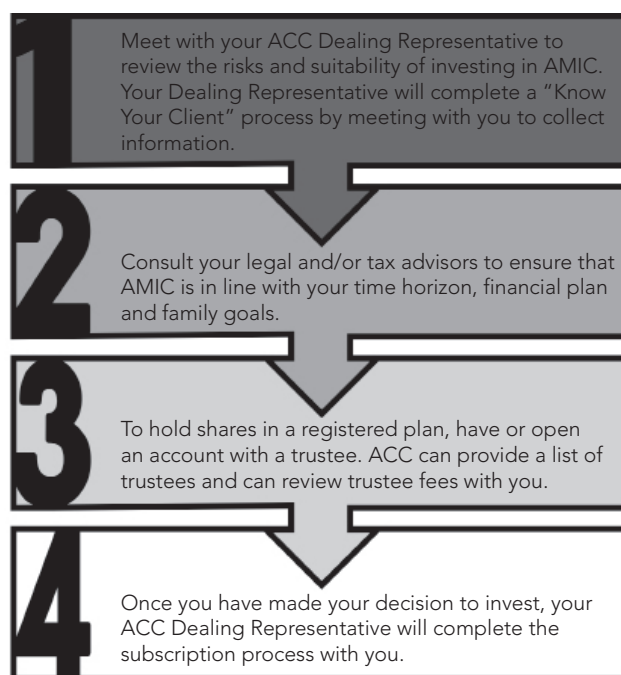 1
Meet with your ACC Dealing Representative to
review the risks and suitability of investing in AMIC.
Your Dealing Representative will complete a “Know
Your Client” process by meeting with you to collect
information.
2
Consult your legal and/or tax advisors to ensure that
AMIC is in line with your time horizon, financial plan
and family goals.
3
To hold shares in a registered plan, have or open
an account with a trustee. ACC can provide a list of
trustees and can review trustee fees with you.
4
Once you have made your decision to invest, your
ACC Dealing Representative will complete the
subscription process with you.